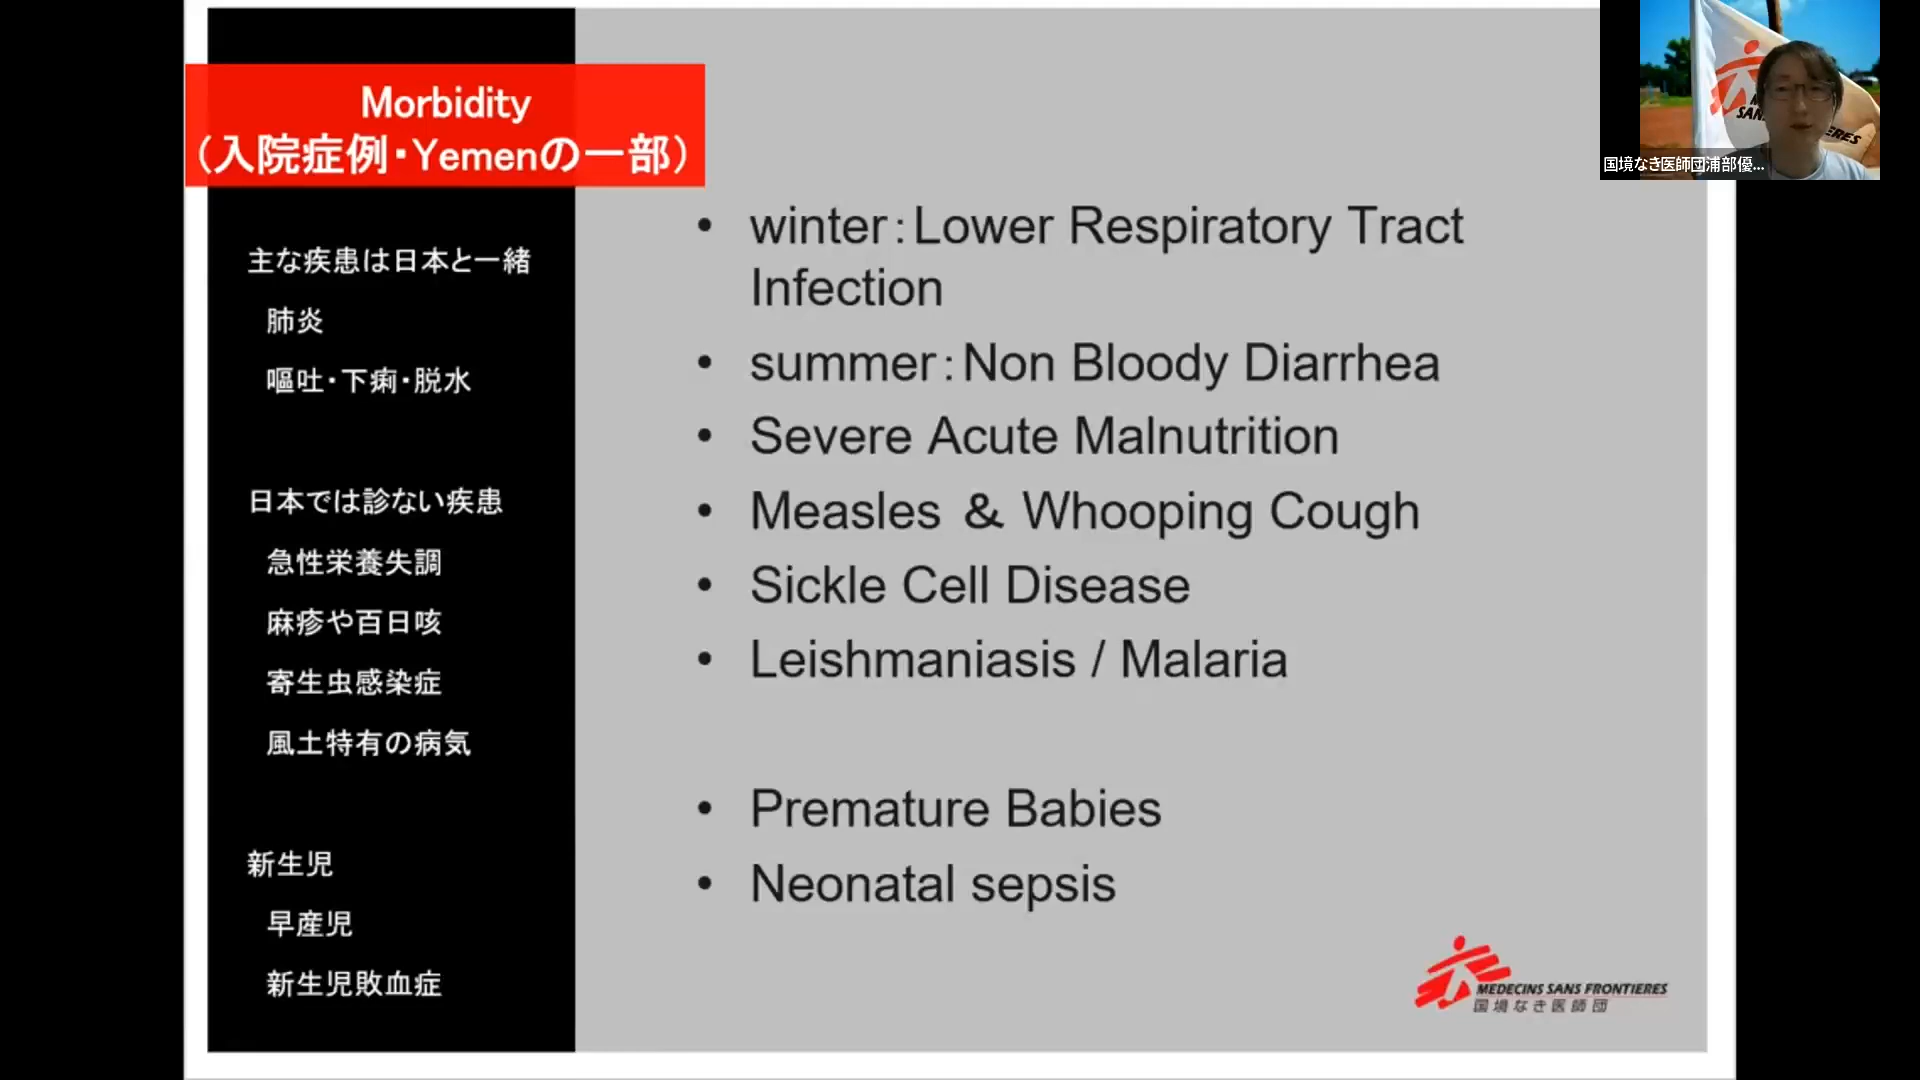 Morbidity
（入院症例・Yemenの一部）
主な疾患は日本と一緒
肺炎
嘔吐・下痢・脱水
日本では診ない疾患
急性栄養失調
麻疹や百日咳
寄生虫感染症
風土特有の病気
新生児
早産児
新生児敗血症
• winter：Lower Respiratory Tract
Infection
• summer：Non Bloody Diarrhea
• Severe Acute Malnutrition
• Measles ＆ Whooping Cough
• Sickle Cell Disease
• Leishmaniasis / Malaria
• Premature Babies
• Neonatal sepsis
MEDECINS SANS FRONTIERES
国境なき医師団
国境なき医師団浦部優...